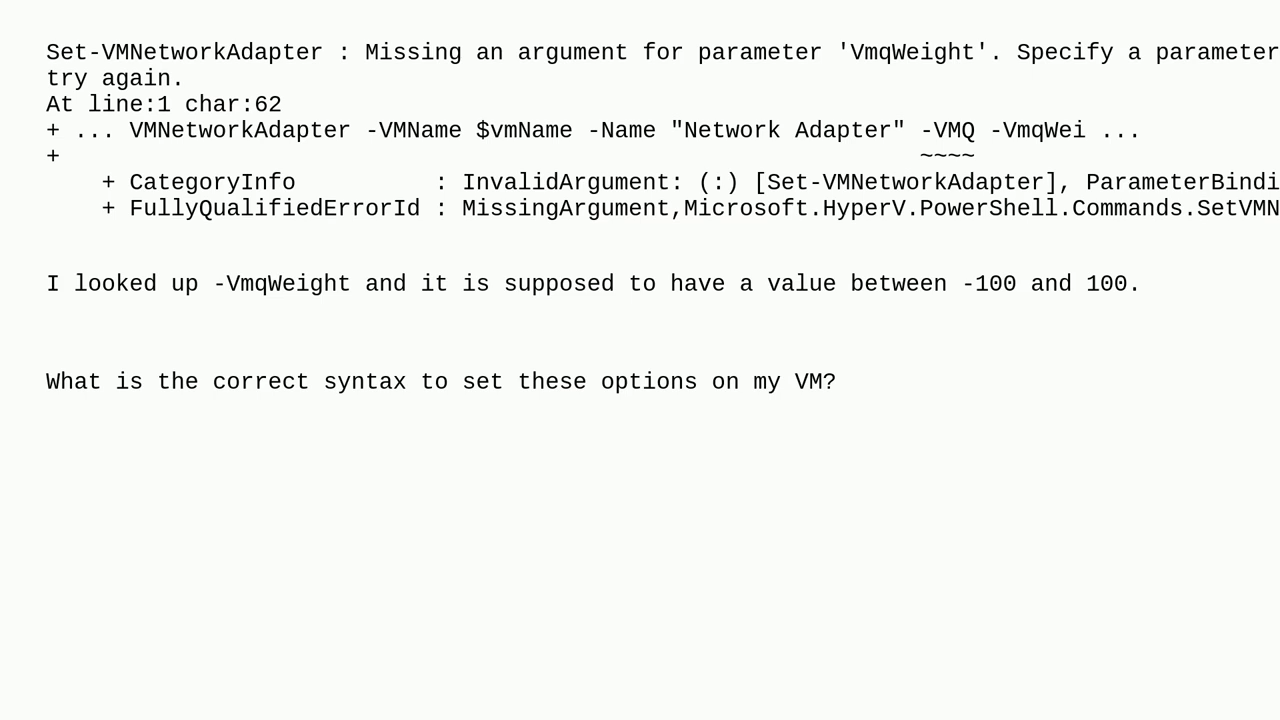 Set-VMNetworkAdapter : Missing an argument for parameter 'VmqWeight'. Specify a parameter
try again.
At line:1 char:62
+ ... VMNetworkAdapter -VMName $vmName -Name "Network Adapter" -VMQ -VmqWei ...
+                                                              ~~~~
    + CategoryInfo          : InvalidArgument: (:) [Set-VMNetworkAdapter], ParameterBindi
    + FullyQualifiedErrorId : MissingArgument,Microsoft.HyperV.PowerShell.Commands.SetVMN
I looked up -VmqWeight and it is supposed to have a value between -100 and 100.
What is the correct syntax to set these options on my VM?